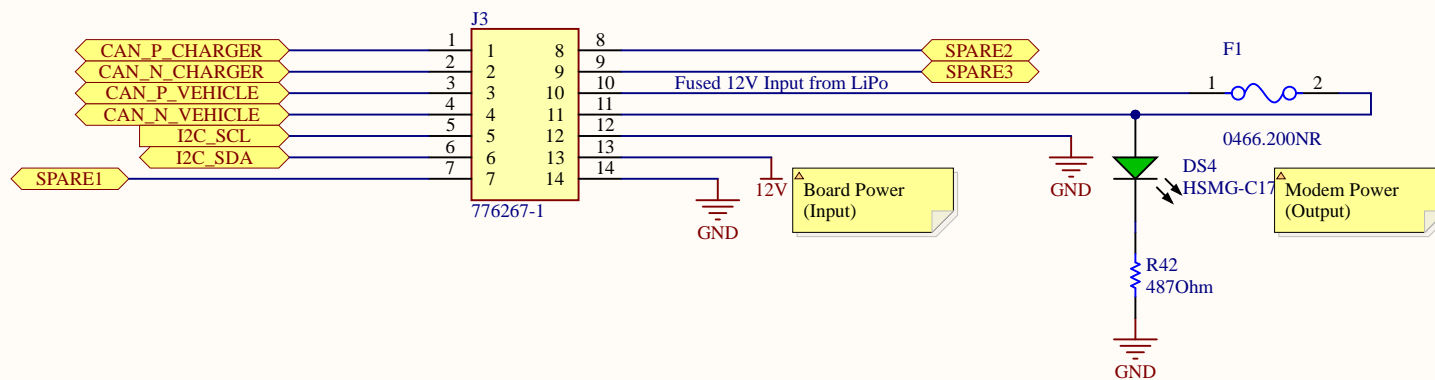 J3
CAN_P_CHARGER 1 1 8 8 SPARE2
CAN_N_CHARGER 2 2 9 9 SPARE3
F1
CAN_P_VEHICLE 3 3 10 10 Fused 12V Input from LiPo 1 2
CAN_N_VEHICLE 4 4 11 11
I2C_SCL 5 5 12 12
0466.200NR
I2C_SDA 6 6 13 13
SPARE1 7 7 14 14
776267-1
GND
12V
Board Power
(Input)
GND
DS4
HSMG-C17
Modem Power
(Output)
R42
487Ohm
GND